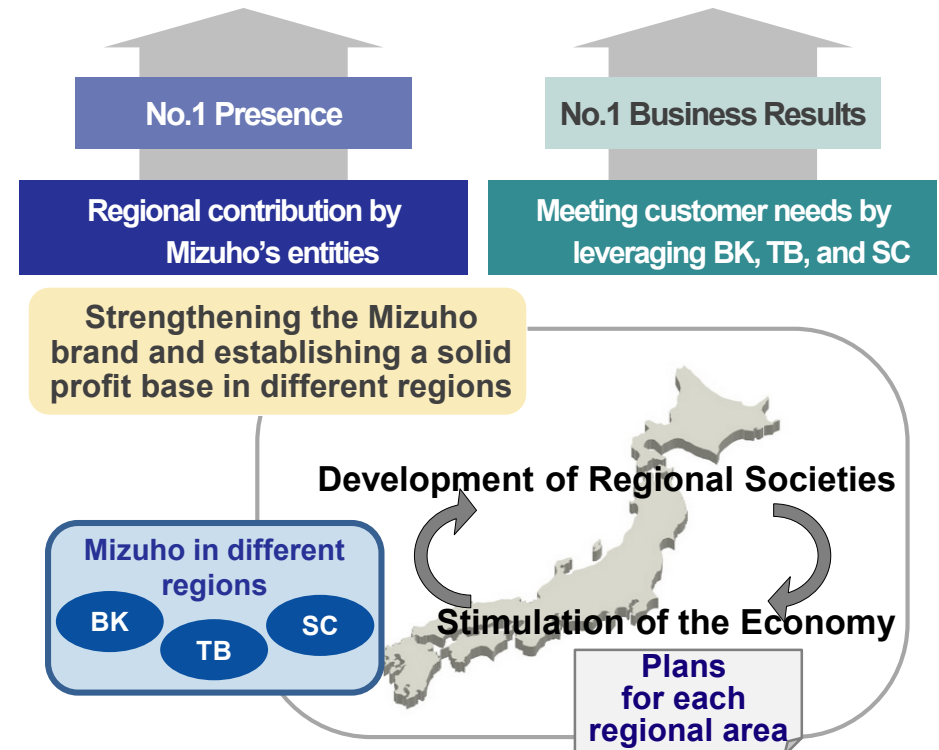 No.1 Presence
No.1 Business Results
Regional contribution by
Mizuho's entities
Meeting customer needs by
leveraging BK, TB, and SC
Strengthening the Mizuho
brand and establishing a solid
profit base in different regions
Development of Regional Societies
Mizuho in different
regions
BK
TB
SC
Stimulation of the Economy
Plans
for each
regional area